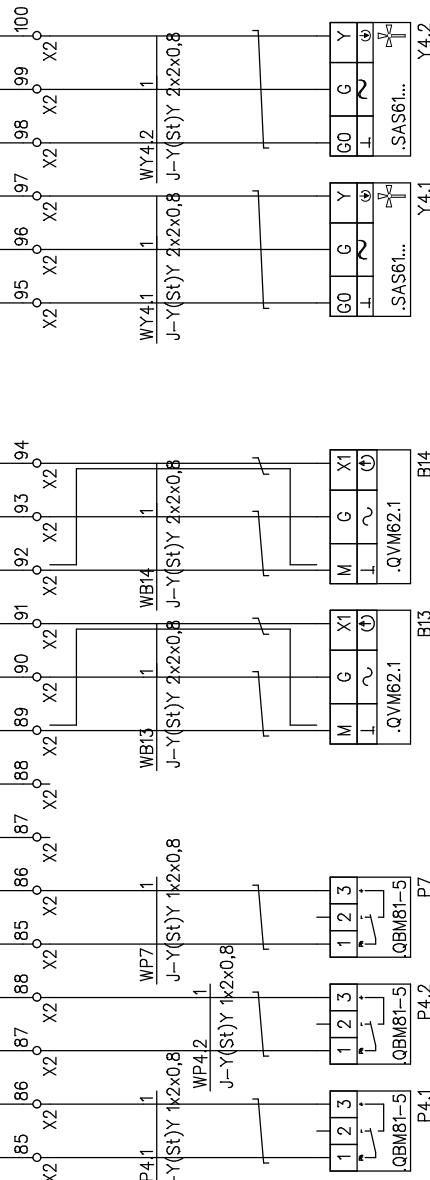 85 86 87 88 85 86 87 88 89 90 91 92 93 94 95 96 97 98 99 100
X2 X2 X2 X2 X2 X2 X2 X2 X2 X2 X2 X2 X2 X2 X2 X2 X2 X2 X2 X2
P4.1 1 WP7 1 WB13 1 WB14 1 WY4.1 1 WY4.2 1
-Y(St)Y 1x2x0,8 J-Y(St)Y 1x2x0,8 J-Y(St)Y 2x2x0,8 J-Y(St)Y 2x2x0,8 J-Y(St)Y 2x2x0,8 J-Y(St)Y 2x2x0,8
WP4.2 1
J-Y(St)Y 1x2x0,8
1 2 3 1 2 3 1 2 3 M G X1 M G X1 G0 G Y G0 G Y
.QBM81-5 .QBM81-5 .QBM81-5 .QVM62.1 .QVM62.1 .SAS61... .SAS61...
P4.1 P4.2 P7 B13 B14 Y4.1 Y4.2